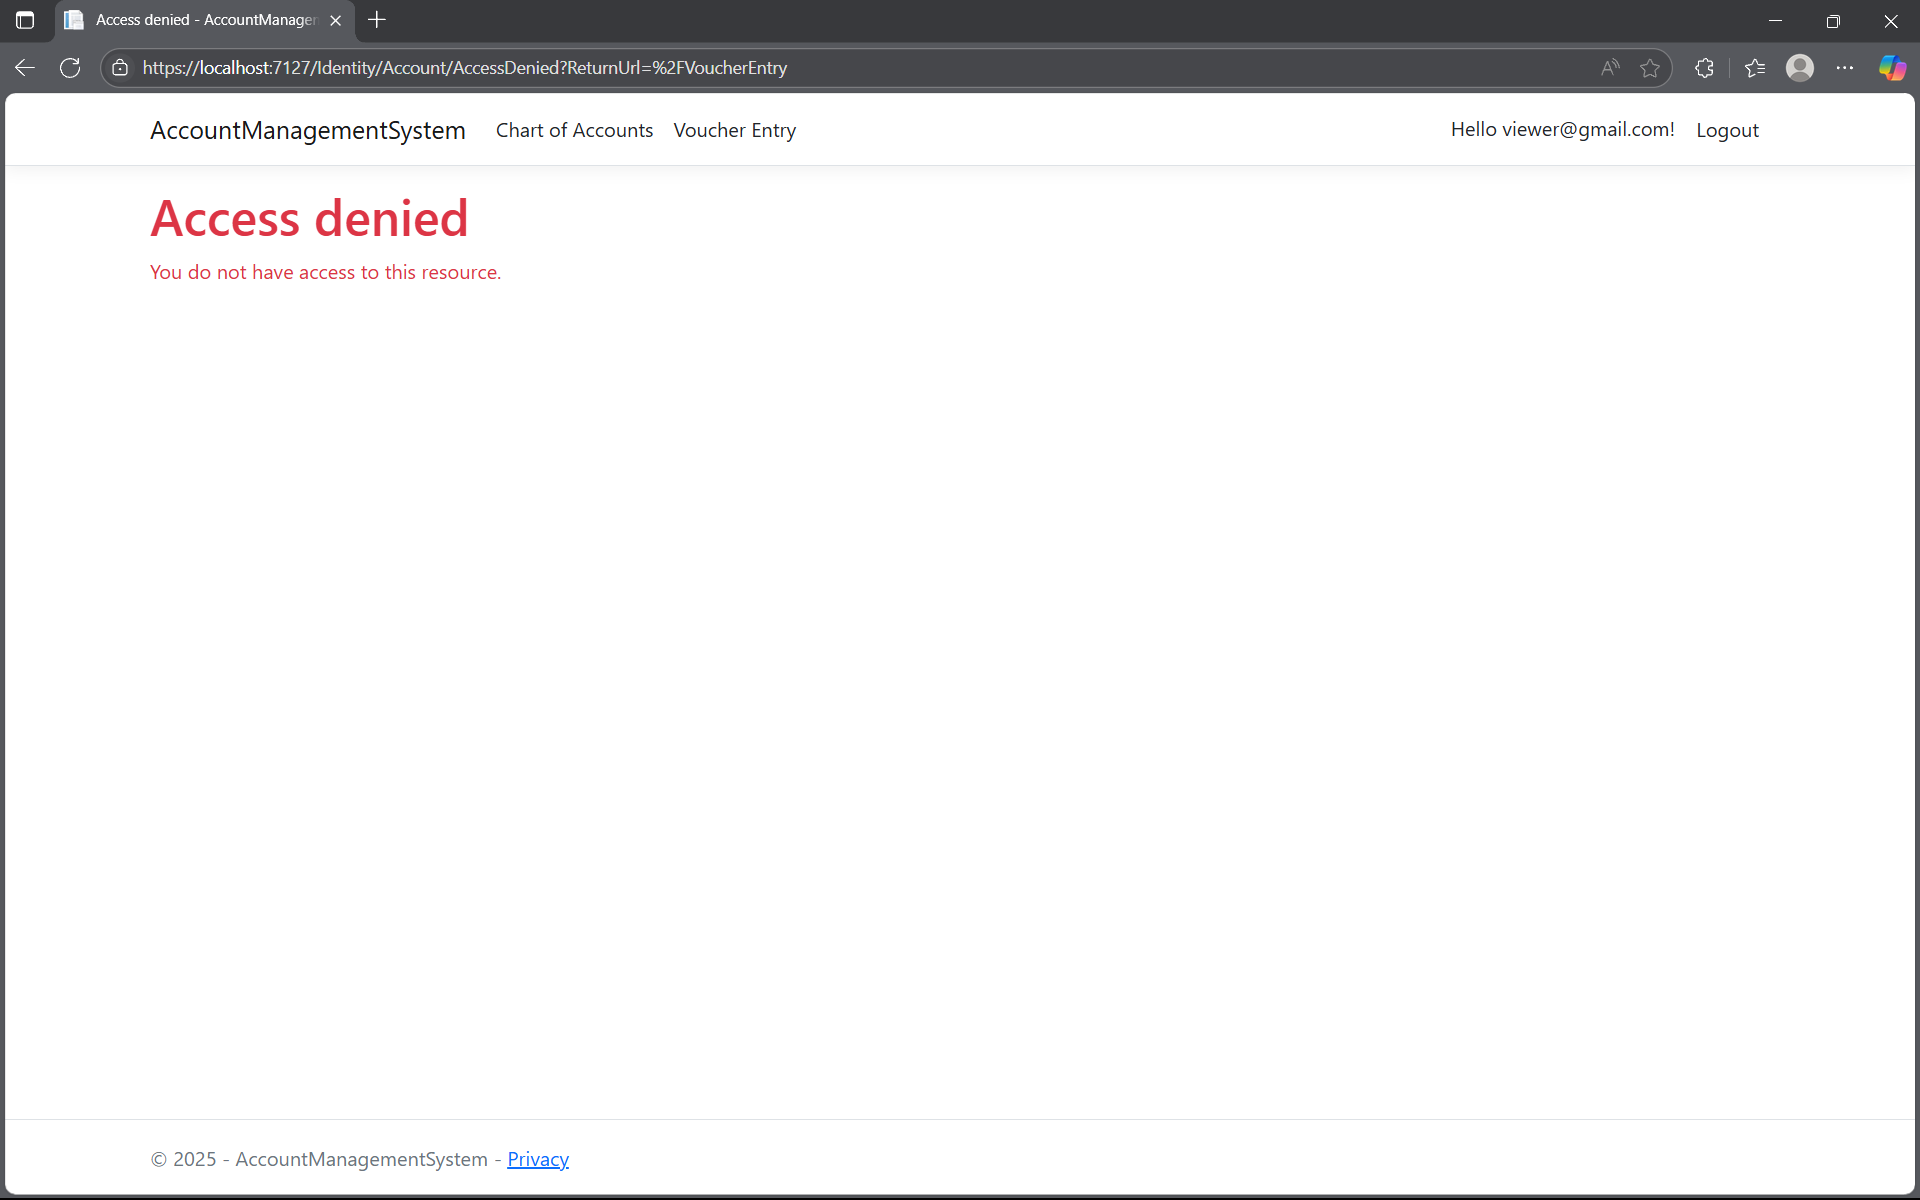 Access denied - AccountManager
https://localhost:7127/Identity/Account/AccessDenied?ReturnUrl=%2FVoucherEntry
AccountManagementSystem Chart of Accounts Voucher Entry Hello viewer@gmail.com! Logout
Access denied
You do not have access to this resource.
© 2025 - AccountManagementSystem - Privacy